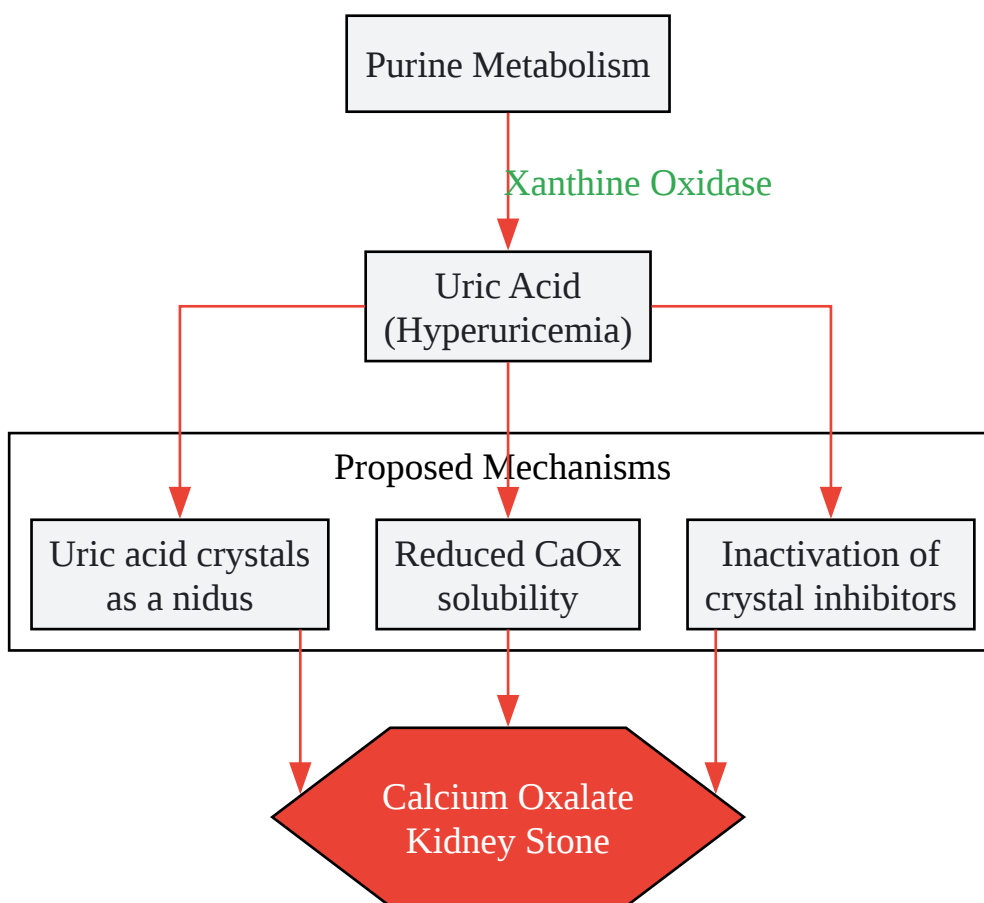 Purine Metabolism
Xanthine Oxidase
Uric Acid
(Hyperuricemia)
Proposed Mechanisms
Uric acid crystals
as a nidus
Reduced CaOx
solubility
Inactivation of
crystal inhibitors
Calcium Oxalate
Kidney Stone